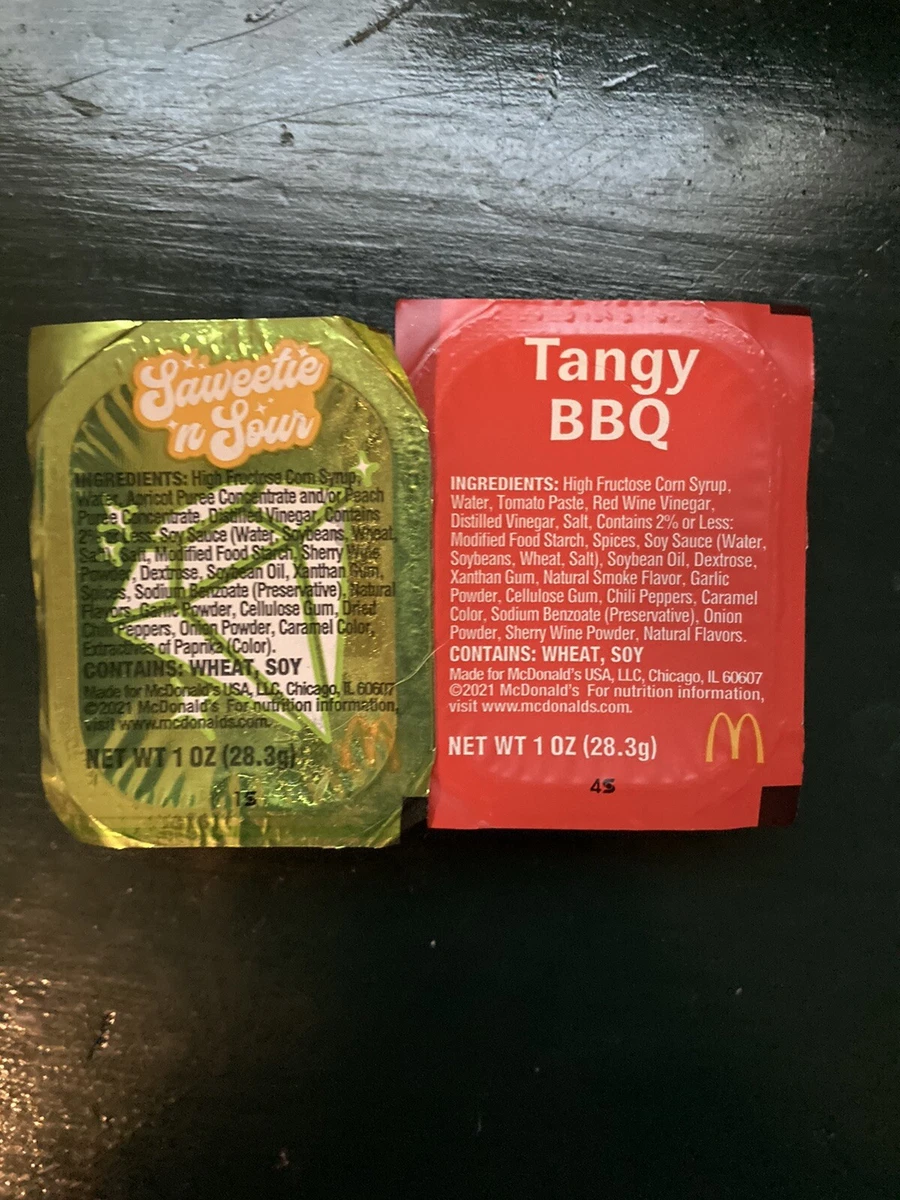 Saweetie
'n Sour
INGREDIENTS: High Fructose Corn Syrup,
Water, Apricot Puree Concentrate and/or Peach
Puree Concentrate, Distilled Vinegar, Contains
2% or Less: Soy Sauce (Water, Soybeans, Wheat,
Salt), Salt, Modified Food Starch, Sherry Wine
Powder, Dextrose, Soybean Oil, Xanthan Gum,
Spices, Sodium Benzoate (Preservative), Natural
Flavors, Garlic Powder, Cellulose Gum, Dried
Chili Peppers, Onion Powder, Caramel Color,
Extractives of Paprika (Color).
CONTAINS: WHEAT, SOY
Made for McDonald's USA, LLC, Chicago, IL 60607
©2021 McDonald's For nutrition information,
visit www.mcdonalds.com.
NET WT 1 OZ (28.3g)
1S
Tangy
BBQ
INGREDIENTS: High Fructose Corn Syrup,
Water, Tomato Paste, Red Wine Vinegar,
Distilled Vinegar, Salt, Contains 2% or Less:
Modified Food Starch, Spices, Soy Sauce (Water,
Soybeans, Wheat, Salt), Soybean Oil, Dextrose,
Xanthan Gum, Natural Smoke Flavor, Garlic
Powder, Cellulose Gum, Chili Peppers, Caramel
Color, Sodium Benzoate (Preservative), Onion
Powder, Sherry Wine Powder, Natural Flavors.
CONTAINS: WHEAT, SOY
Made for McDonald's USA, LLC, Chicago, IL 60607
©2021 McDonald's For nutrition information,
visit www.mcdonalds.com.
NET WT 1 OZ (28.3g)
4S